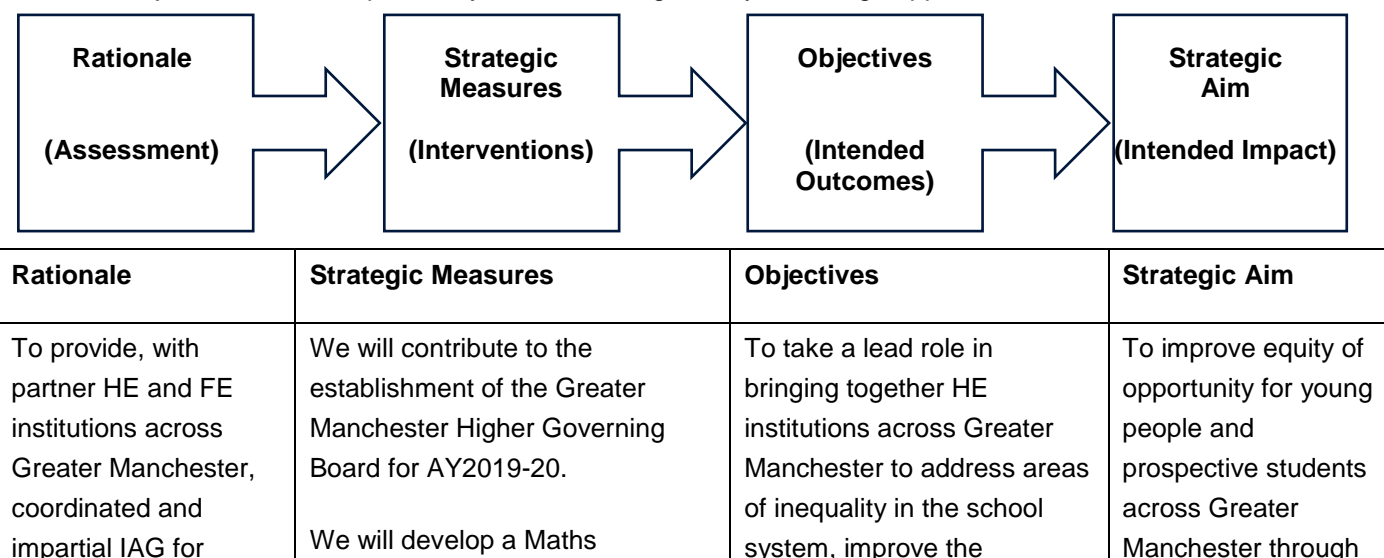 Rationale
(Assessment)
Strategic
Measures
(Interventions)
Objectives
(Intended
Outcomes)
Strategic
Aim
(Intended Impact)
Rationale
Strategic Measures
Objectives
Strategic Aim
To provide, with
partner HE and FE
institutions across
Greater Manchester,
coordinated and
impartial IAG for
We will contribute to the
establishment of the Greater
Manchester Higher Governing
Board for AY2019-20.
We will develop a Maths
To take a lead role in
bringing together HE
institutions across Greater
Manchester to address areas
of inequality in the school
system, improve the
To improve equity of
opportunity for young
people and
prospective students
across Greater
Manchester through